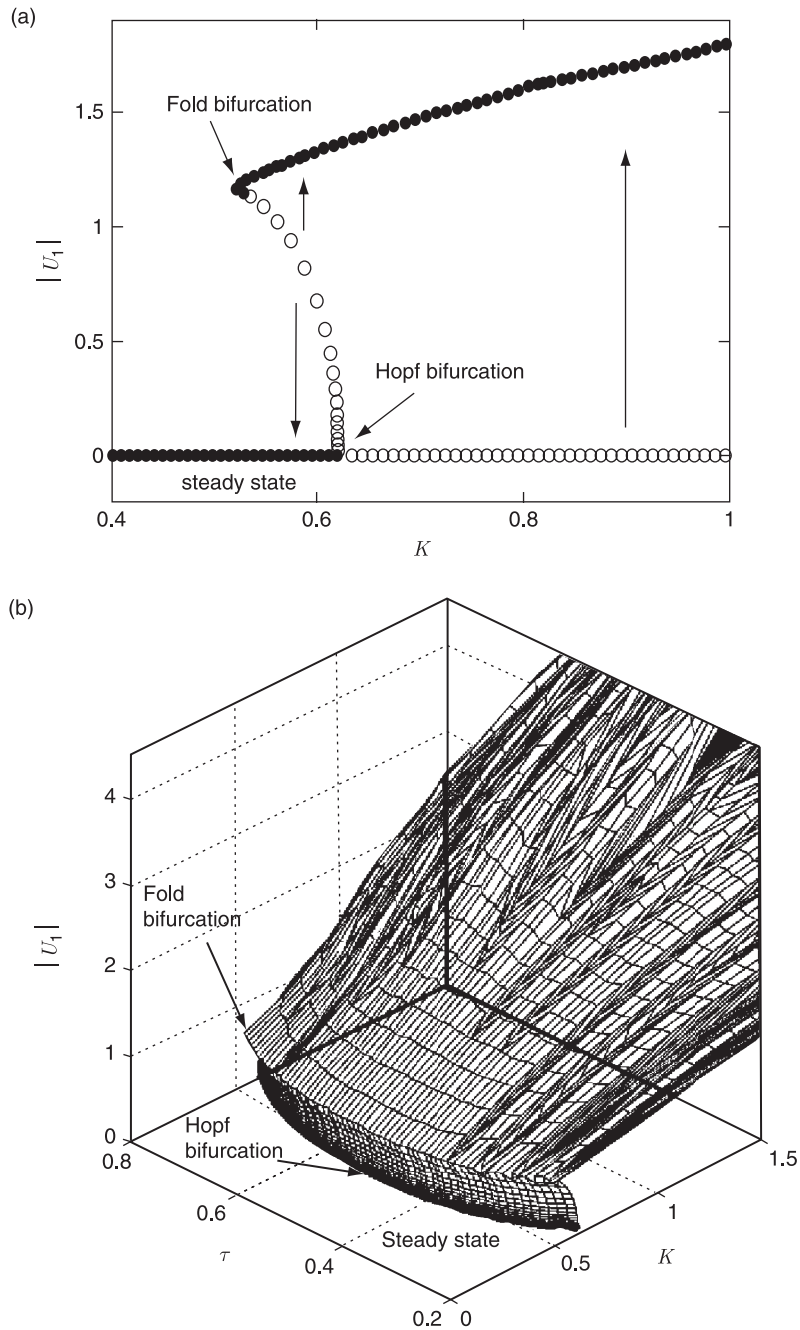 (a)
Fold bifurcation
Hopf bifurcation
steady state
|U₁|
1.5
1
0.5
0
0.4
0.6
0.8
1
K
(b)
Fold
bifurcation
Hopf
bifurcation
Steady state
|U₁|
4
3
2
1
0
0.8
0.6
0.4
0.2
τ
0
0.5
1
1.5
K